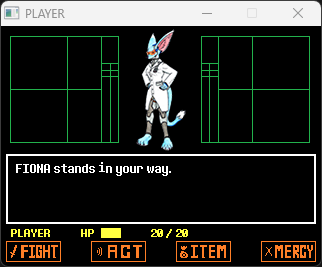 PLAYER
FIONA stands in your way.
PLAYER HP 20 / 20
FIGHT ACT ITEM MERCY